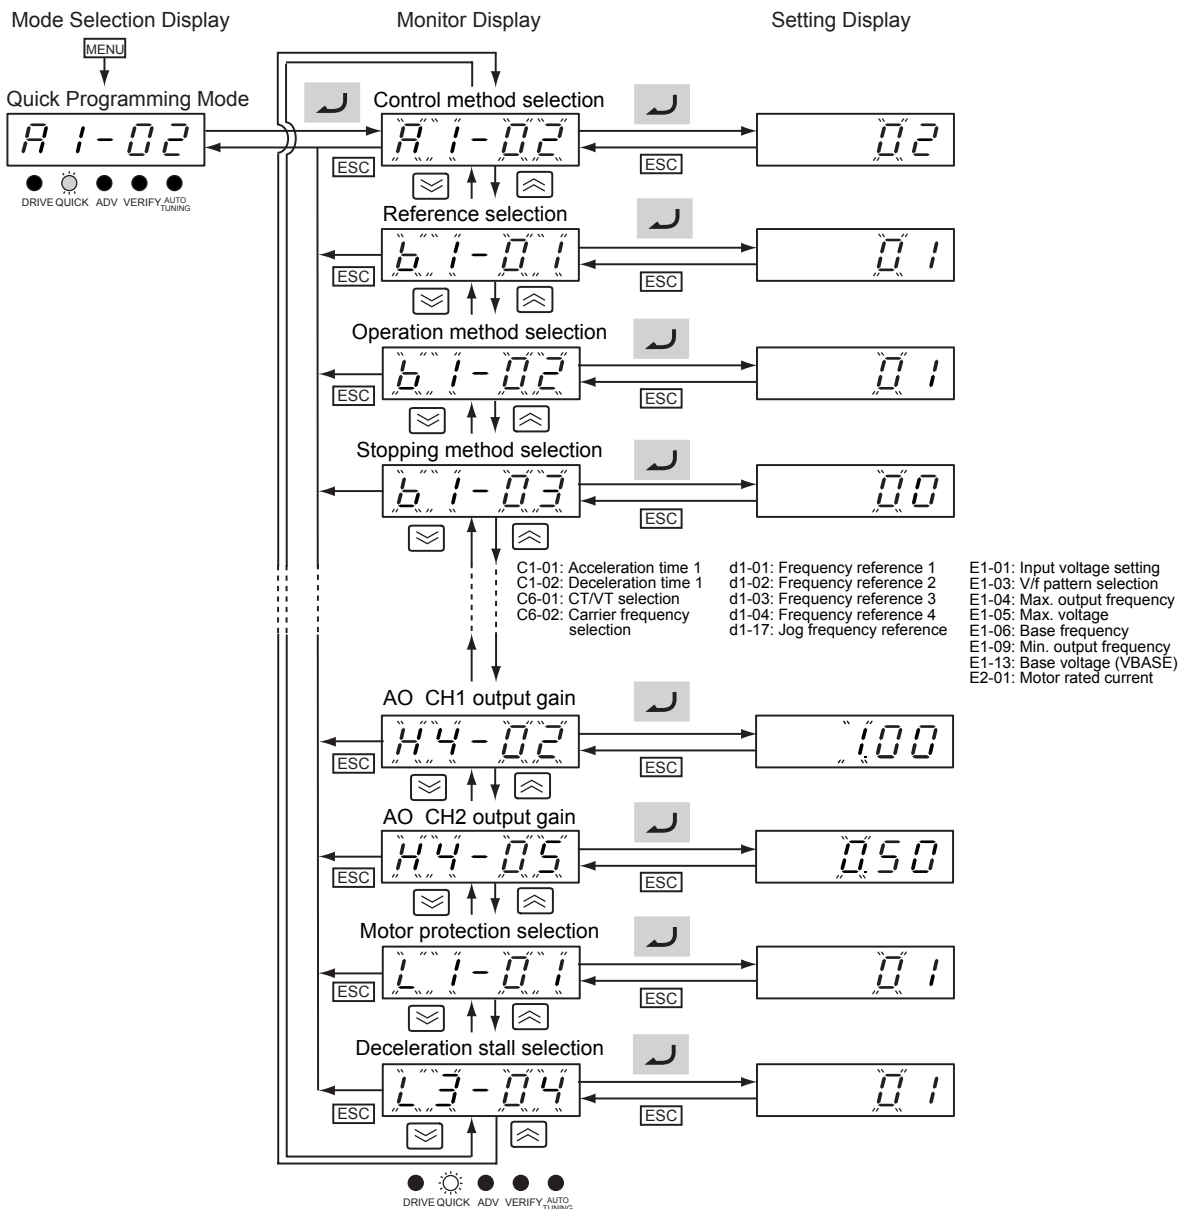 Mode Selection Display
Monitor Display
Setting Display
MENU
Quick Programming Mode
Control method selection
A1-02
A1-02
02
ESC
ESC
DRIVE QUICK ADV VERIFY AUTO TUNING
Reference selection
b1-01
01
ESC
ESC
Operation method selection
b1-02
01
ESC
ESC
Stopping method selection
b1-03
00
ESC
C1-01: Acceleration time 1
C1-02: Deceleration time 1
C6-01: CT/VT selection
C6-02: Carrier frequency
selection
d1-01: Frequency reference 1
d1-02: Frequency reference 2
d1-03: Frequency reference 3
d1-04: Frequency reference 4
d1-17: Jog frequency reference
E1-01: Input voltage setting
E1-03: V/f pattern selection
E1-04: Max. output frequency
E1-05: Max. voltage
E1-06: Base frequency
E1-09: Min. output frequency
E1-13: Base voltage (VBASE)
E2-01: Motor rated current
AO CH1 output gain
H4-02
1.00
ESC
ESC
AO CH2 output gain
H4-05
0.50
ESC
ESC
Motor protection selection
L1-01
01
ESC
ESC
Deceleration stall selection
L3-04
01
ESC
ESC
DRIVE QUICK ADV VERIFY AUTO TUNING